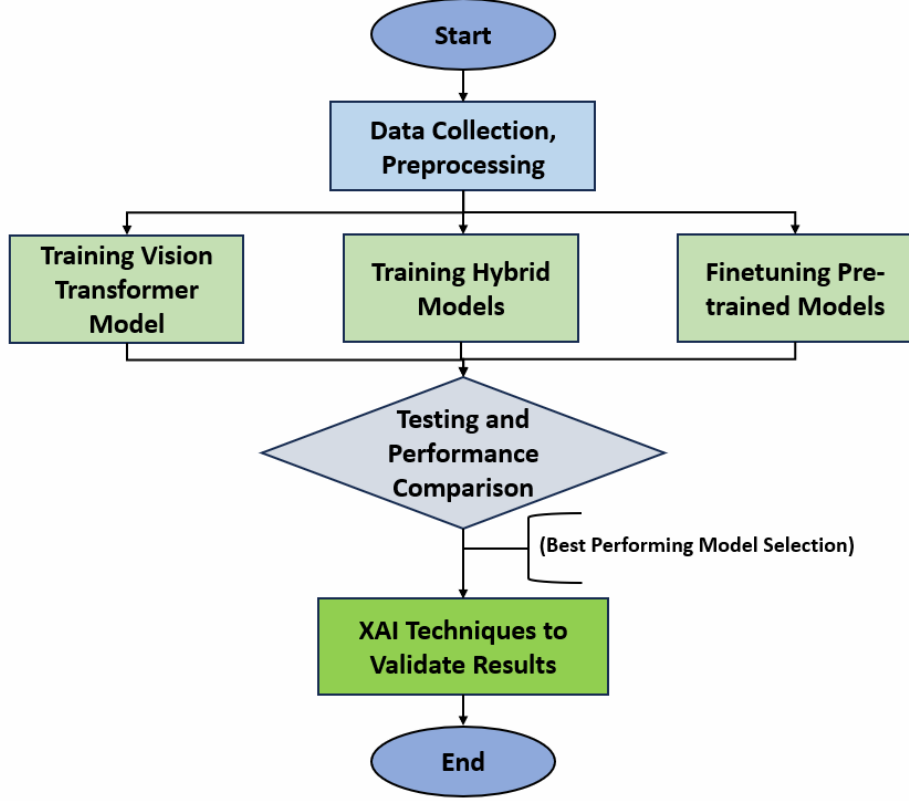 Start
Data Collection,
Preprocessing
Training Vision
Transformer
Model
Training Hybrid
Models
Finetuning Pre-
trained Models
Testing and
Performance
Comparison
(Best Performing Model Selection)
XAI Techniques to
Validate Results
End